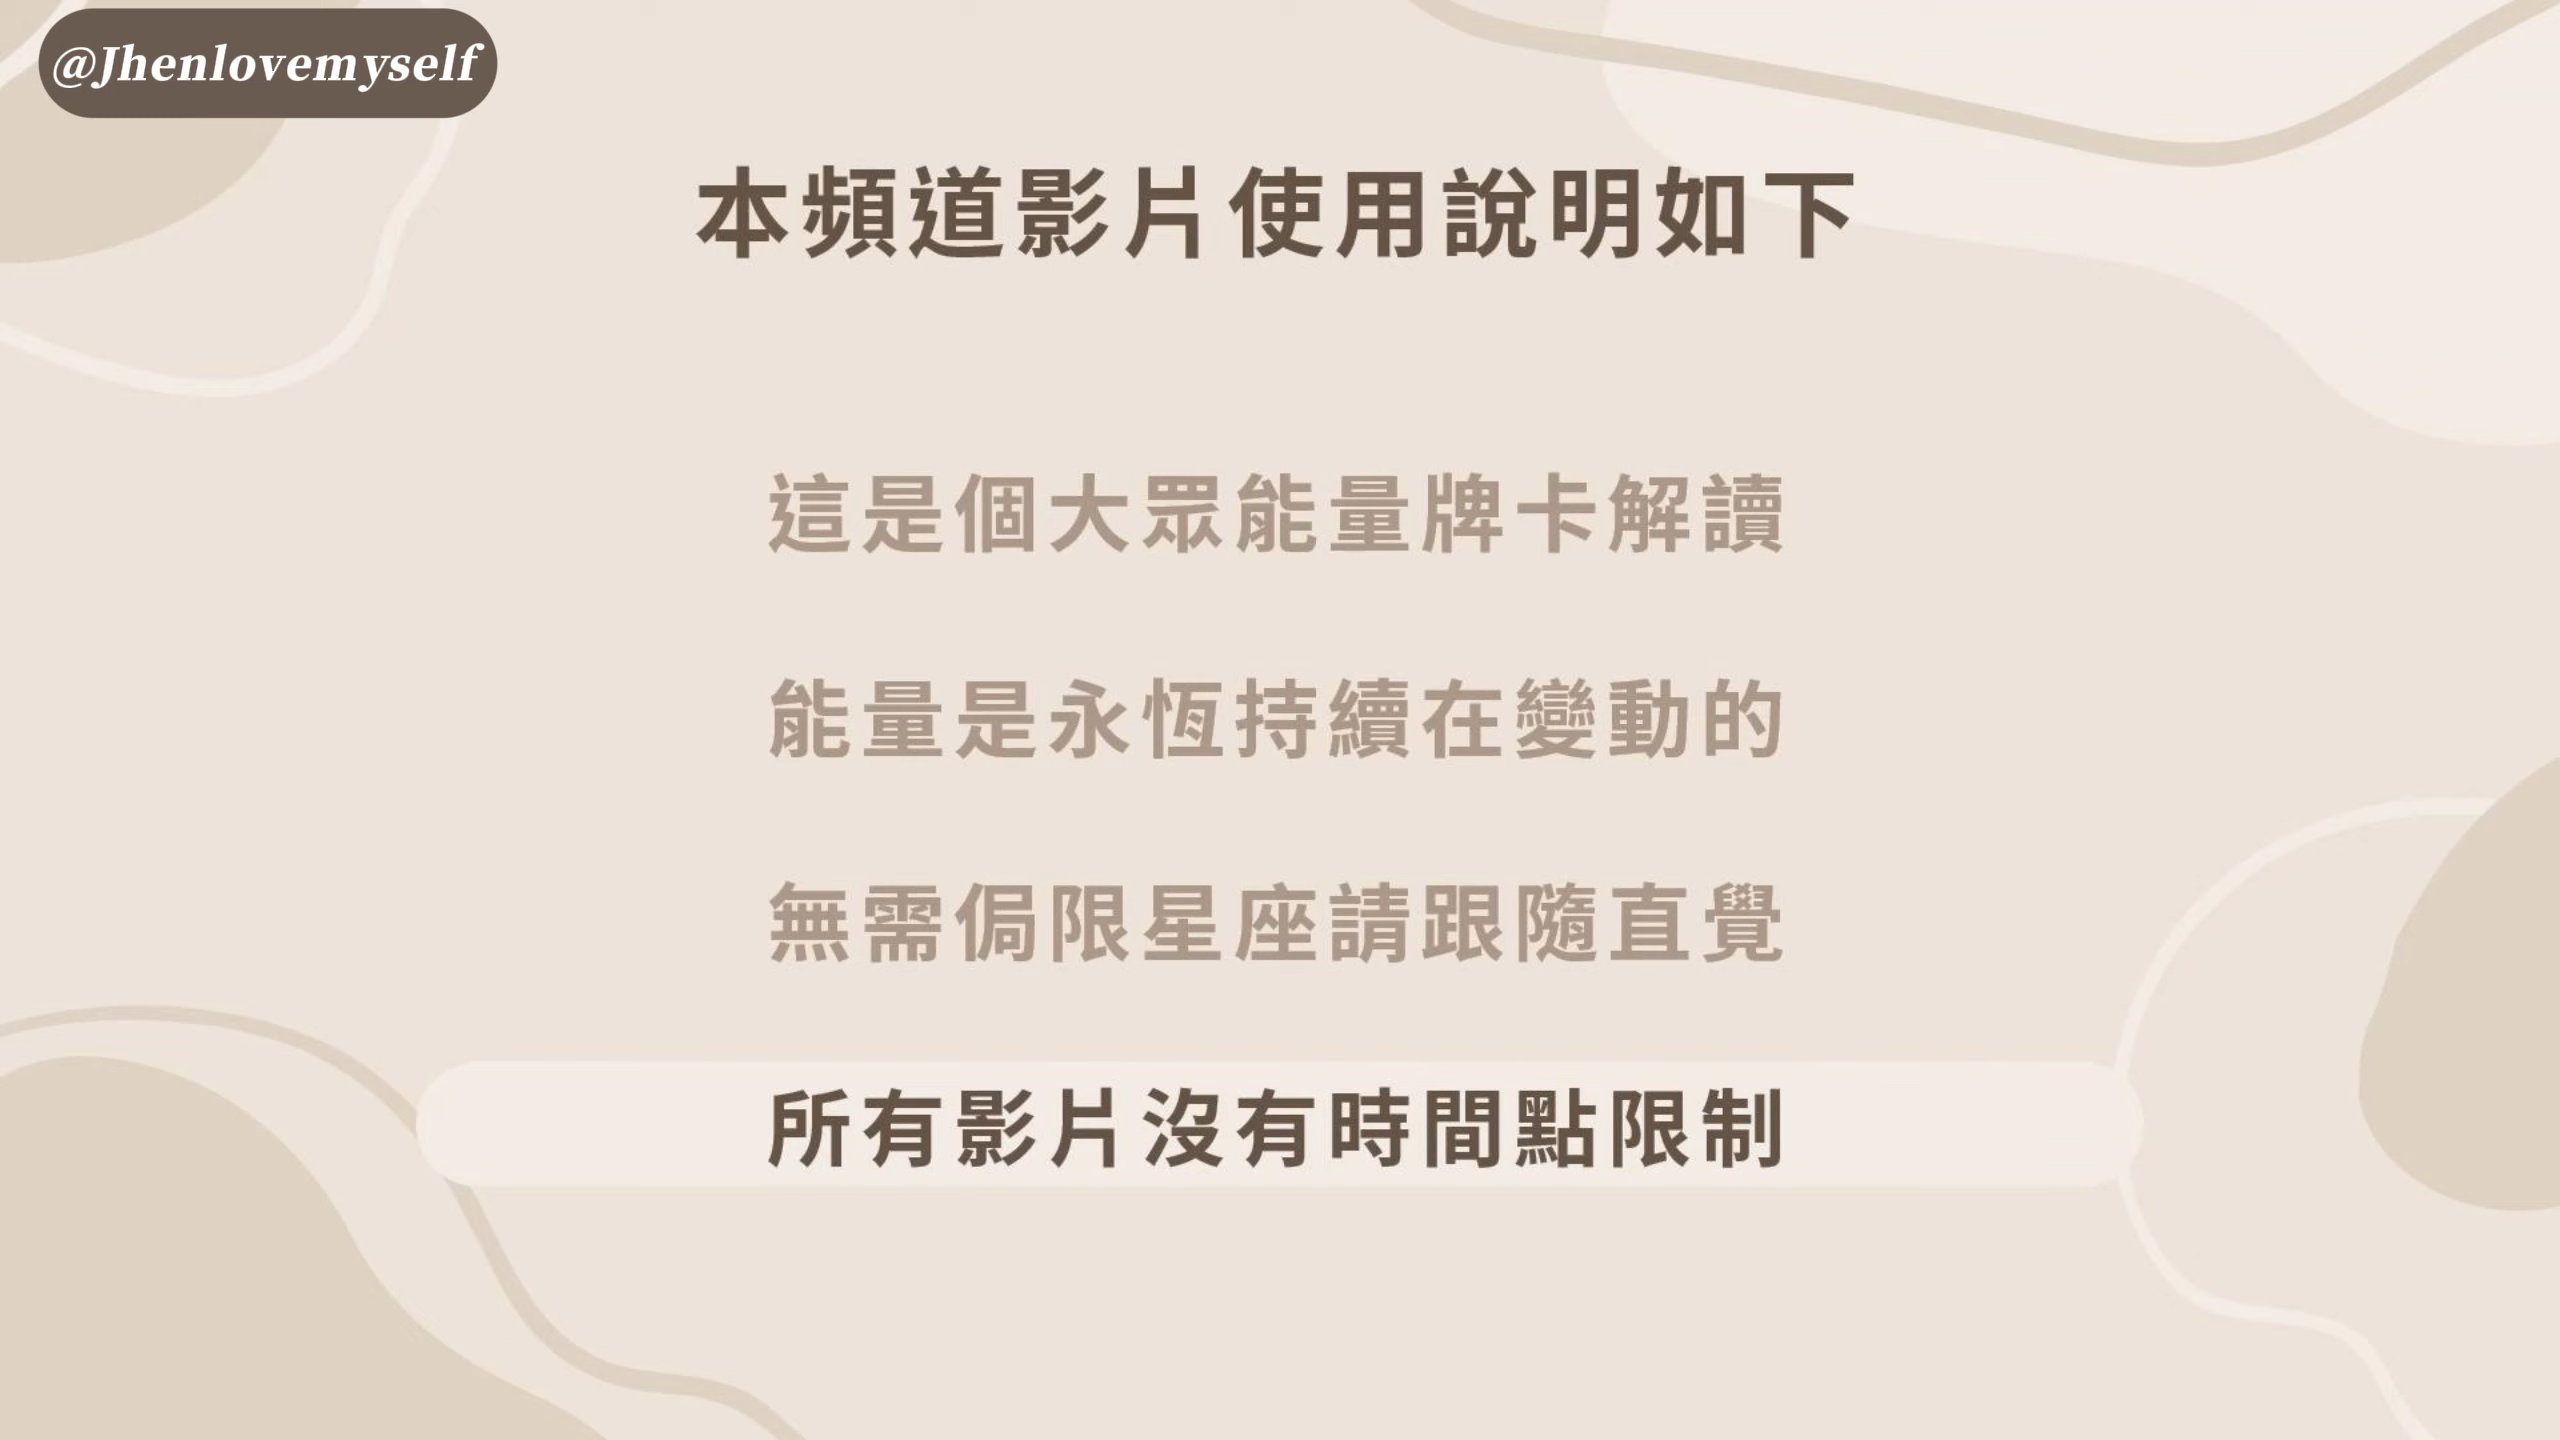 @Jhenlovemyself
本頻道影片使用說明如下
這是個大眾能量牌卡解讀
能量是永恆持續在變動的
無需侷限星座請跟隨直覺
所有影片沒有時間點限制